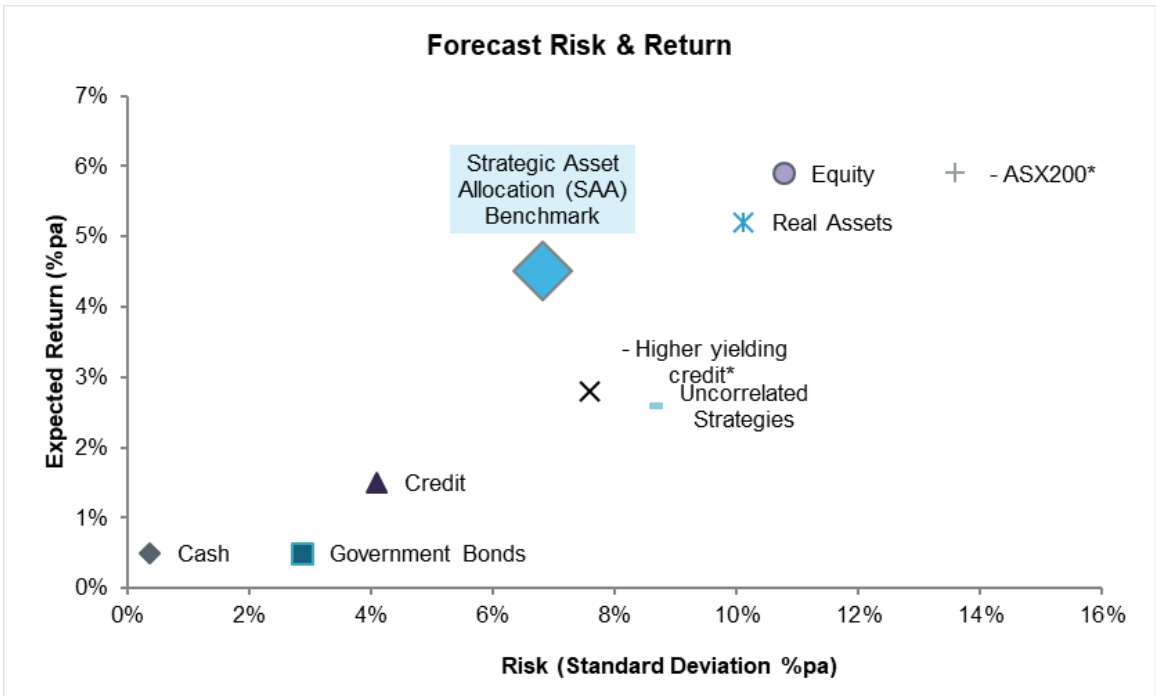 Forecast Risk & Return
Expected Return (%pa)
7%
6%
5%
4%
3%
2%
1%
0%
Strategic Asset
Allocation (SAA)
Benchmark
Equity
- ASX200*
Real Assets
- Higher yielding
credit*
Uncorrelated
Strategies
Credit
Cash
Government Bonds
0%
2%
4%
6%
8%
10%
12%
14%
16%
Risk (Standard Deviation %pa)